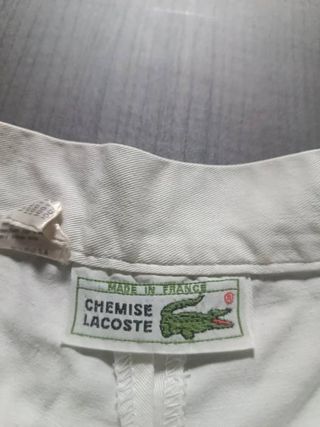 MADE IN FRANCE
CHEMISE
LACOSTE
®